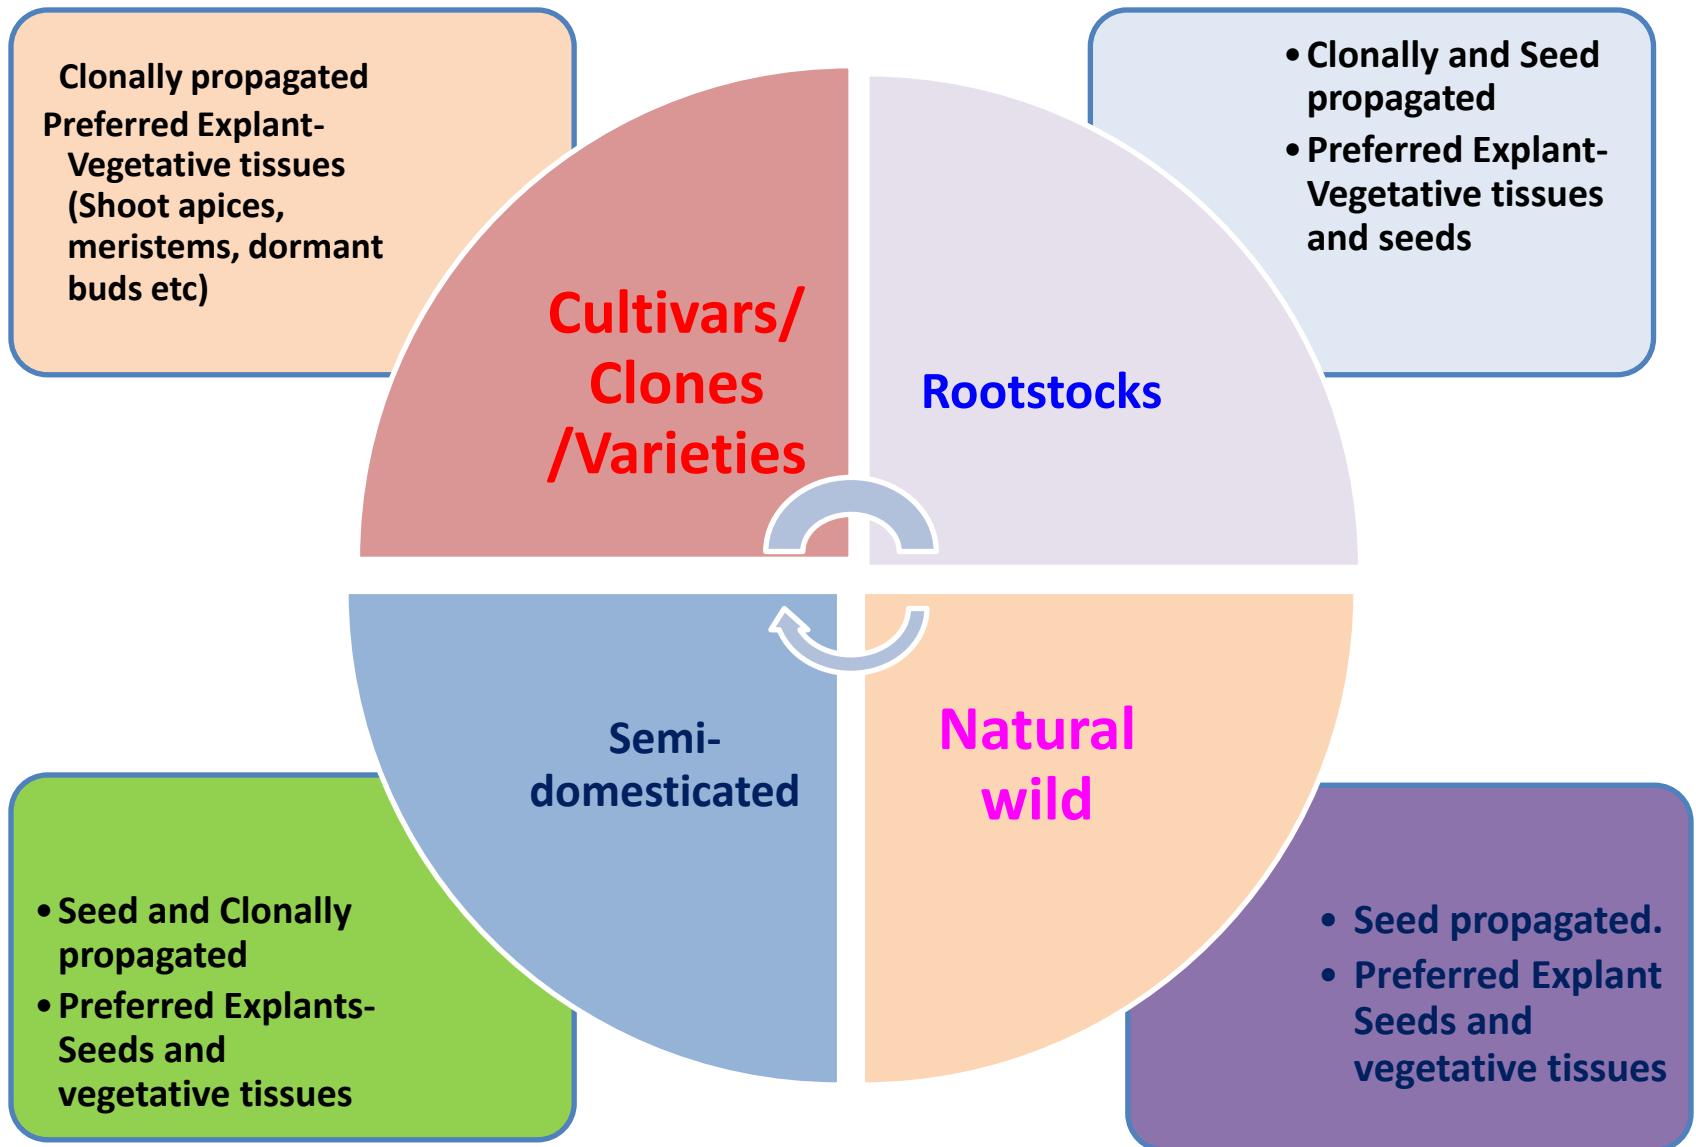 Clonally propagated
Preferred Explant-
Vegetative tissues
(Shoot apices,
meristems, dormant
buds etc)
• Clonally and Seed
propagated
• Preferred Explant-
Vegetative tissues
and seeds
Cultivars/
Clones
/Varieties
Rootstocks
Semi-
domesticated
Natural
wild
• Seed and Clonally
propagated
• Preferred Explants-
Seeds and
vegetative tissues
• Seed propagated.
• Preferred Explant
Seeds and
vegetative tissues